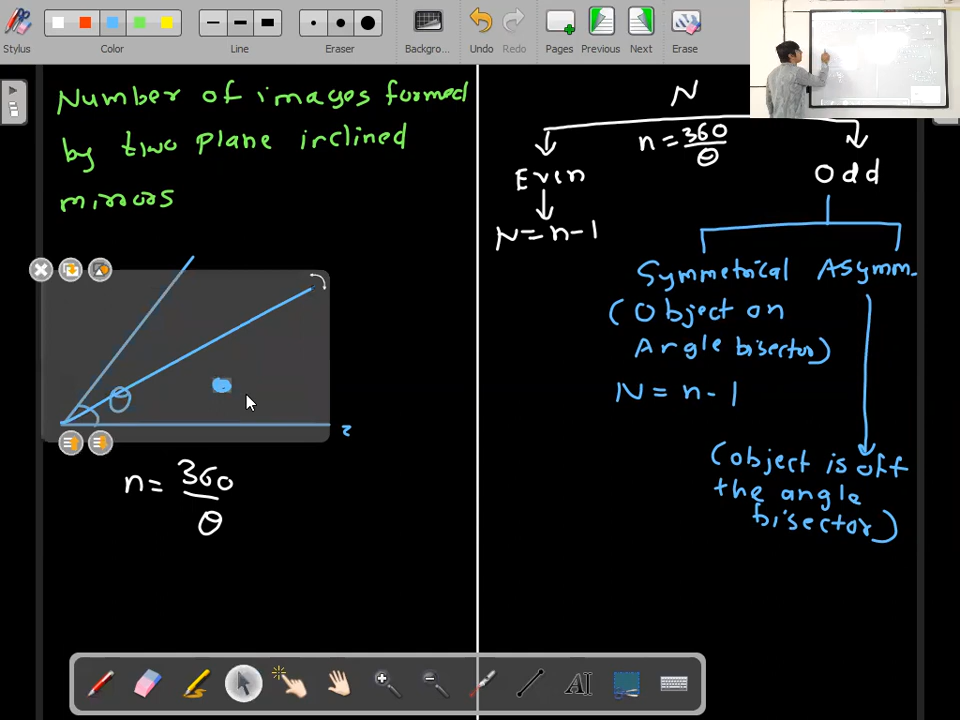 Stylus
Color
Line
Eraser
Backgro...
Undo
Redo
Pages
Previous
Next
Erase
Number of images formed
by two plane inclined
mirrors
θ
2
n = 360
θ
N
n = 360
θ
Even
Odd
N = n - 1
Symmetrical
Asymm.
(Object on
Angle bisector)
N = n - 1
(object is off
the angle
bisector)
AI